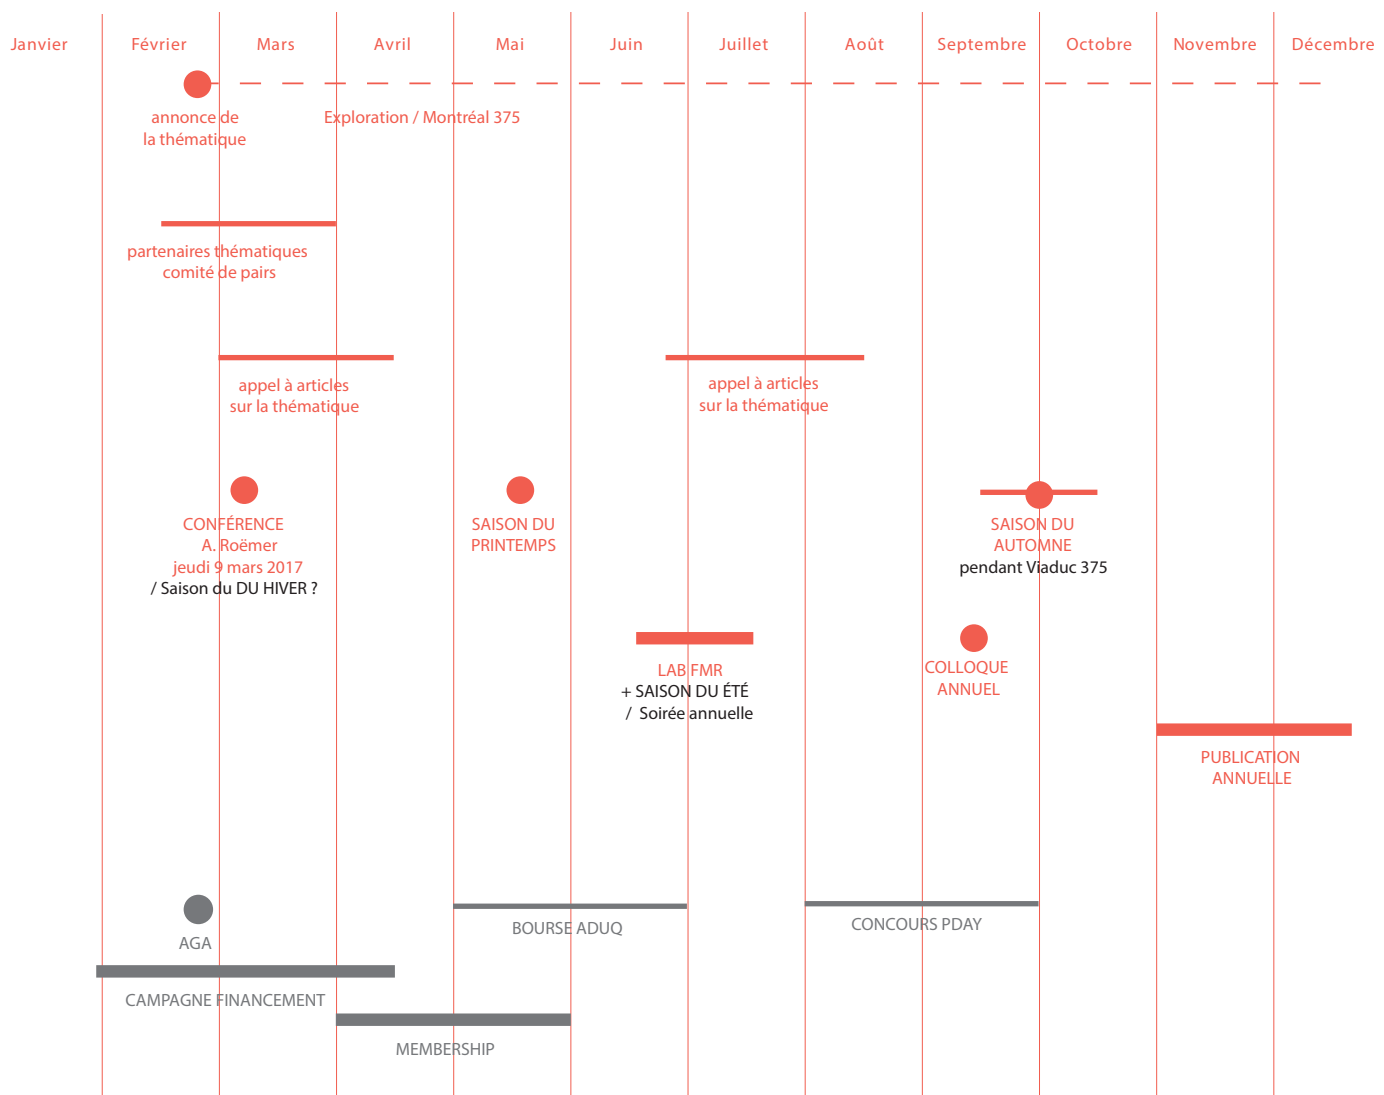 Janvier Février Mars Avril Mai Juin Juillet Août Septembre Octobre Novembre Décembre
annonce de
la thématique
Exploration / Montréal 375
partenaires thématiques
comité de pairs
appel à articles
sur la thématique
appel à articles
sur la thématique
CONFÉRENCE
A. Roëmer
jeudi 9 mars 2017
/ Saison du DU HIVER ?
SAISON DU
PRINTEMPS
SAISON DU
AUTOMNE
pendant Viaduc 375
LAB FMR
+ SAISON DU ÉTÉ
/ Soirée annuelle
COLLOQUE
ANNUEL
PUBLICATION
ANNUELLE
AGA
BOURSE ADUQ
CONCOURS PDAY
CAMPAGNE FINANCEMENT
MEMBERSHIP